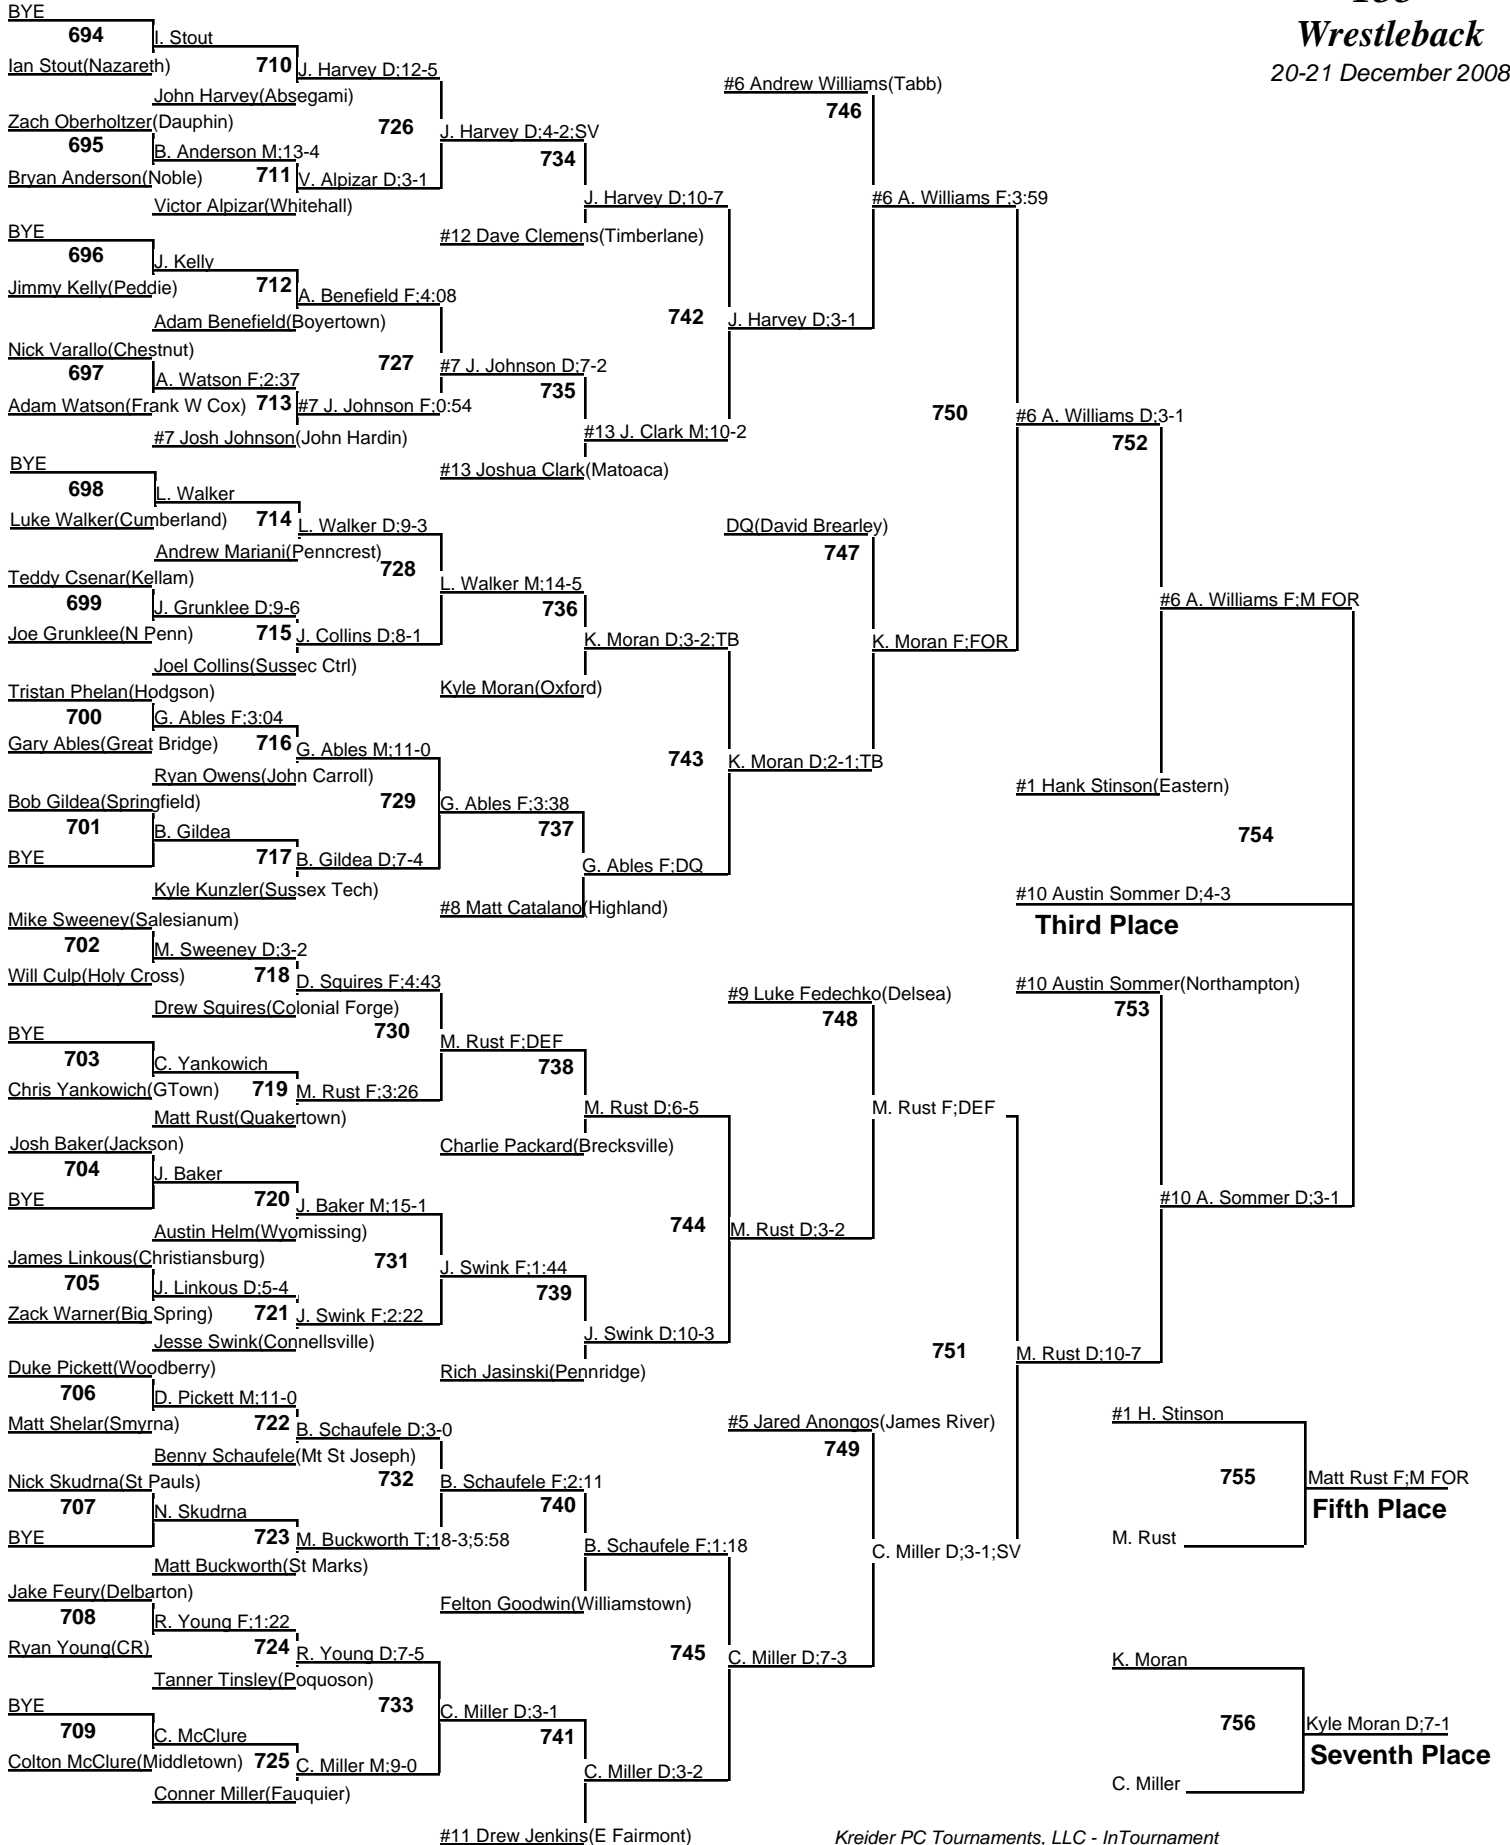 Wrestleback
20-21 December 2008
BYE
694
I. Stout
Ian Stout(Nazareth)
710
J. Harvey D;12-5
John Harvey(Absegami)
Zach Oberholtzer(Dauphin)
726
J. Harvey D;4-2;SV
695
B. Anderson M;13-4
734
Bryan Anderson(Noble)
711
V. Alpizar D;3-1
Victor Alpizar(Whitehall)
J. Harvey D;10-7
BYE
#12 Dave Clemens(Timberlane)
696
J. Kelly
Jimmy Kelly(Peddie)
712
A. Benefield F;4:08
Adam Benefield(Boyertown)
742
J. Harvey D;3-1
Nick Varallo(Chestnut)
727
#7 J. Johnson D;7-2
697
A. Watson F;2:37
735
Adam Watson(Frank W Cox)
713
#7 J. Johnson F;0:54
#7 Josh Johnson(John Hardin)
#13 J. Clark M;10-2
#13 Joshua Clark(Matoaca)
#6 Andrew Williams(Tabb)
746
#6 A. Williams F;3:59
750
#6 A. Williams D;3-1
752
BYE
698
L. Walker
Luke Walker(Cumberland)
714
L. Walker D;9-3
Andrew Mariani(Penncrest)
728
Teddy Csenar(Kellam)
L. Walker M;14-5
699
J. Grunklee D;9-6
736
Joe Grunklee(N Penn)
715
J. Collins D;8-1
K. Moran D;3-2;TB
Joel Collins(Sussec Ctrl)
Tristan Phelan(Hodgson)
Kyle Moran(Oxford)
700
G. Ables F;3:04
Gary Ables(Great Bridge)
716
G. Ables M;11-0
743
K. Moran D;2-1;TB
Ryan Owens(John Carroll)
Bob Gildea(Springfield)
729
G. Ables F;3:38
701
B. Gildea
737
BYE
717
B. Gildea D;7-4
G. Ables F;DQ
Kyle Kunzler(Sussex Tech)
#8 Matt Catalano(Highland)
DQ(David Brearley)
747
K. Moran F;FOR
#6 A. Williams F;M FOR
#1 Hank Stinson(Eastern)
754
#10 Austin Sommer D;4-3
Third Place
Mike Sweeney(Salesianum)
702
M. Sweeney D;3-2
Will Culp(Holy Cross)
718
D. Squires F;4:43
Drew Squires(Colonial Forge)
730
BYE
M. Rust F;DEF
703
C. Yankowich
738
Chris Yankowich(GTown)
719
M. Rust F;3:26
Matt Rust(Quakertown)
M. Rust D;6-5
Josh Baker(Jackson)
Charlie Packard(Brecksville)
704
J. Baker
BYE
720
J. Baker M;15-1
Austin Helm(Wyomissing)
744
M. Rust D;3-2
James Linkous(Christiansburg)
731
J. Swink F;1:44
705
J. Linkous D;5-4
739
Zack Warner(Big Spring)
721
J. Swink F;2:22
Jesse Swink(Connellsville)
J. Swink D;10-3
Rich Jasinski(Pennridge)
#9 Luke Fedechko(Delsea)
748
M. Rust F;DEF
#10 Austin Sommer(Northampton)
753
#10 A. Sommer D;3-1
751
M. Rust D;10-7
Duke Pickett(Woodberry)
706
D. Pickett M;11-0
Matt Shelar(Smyrna)
722
B. Schaufele D;3-0
Benny Schaufele(Mt St Joseph)
Nick Skudrna(St Pauls)
732
B. Schaufele F;2:11
707
N. Skudrna
740
BYE
723
M. Buckworth T;18-3;5:58
Matt Buckworth(St Marks)
B. Schaufele F;1:18
Jake Feury(Delbarton)
Felton Goodwin(Williamstown)
708
R. Young F;1:22
Ryan Young(CR)
724
R. Young D;7-5
745
C. Miller D;7-3
Tanner Tinsley(Poquoson)
BYE
733
C. Miller D;3-1
709
C. McClure
741
Colton McClure(Middletown)
725
C. Miller M;9-0
C. Miller D;3-2
Conner Miller(Fauquier)
#11 Drew Jenkins(E Fairmont)
#5 Jared Anongos(James River)
749
C. Miller D;3-1;SV
#1 H. Stinson
755
Matt Rust F;M FOR
Fifth Place
M. Rust
K. Moran
756
Kyle Moran D;7-1
Seventh Place
C. Miller
Kreider PC Tournaments, LLC - InTournament